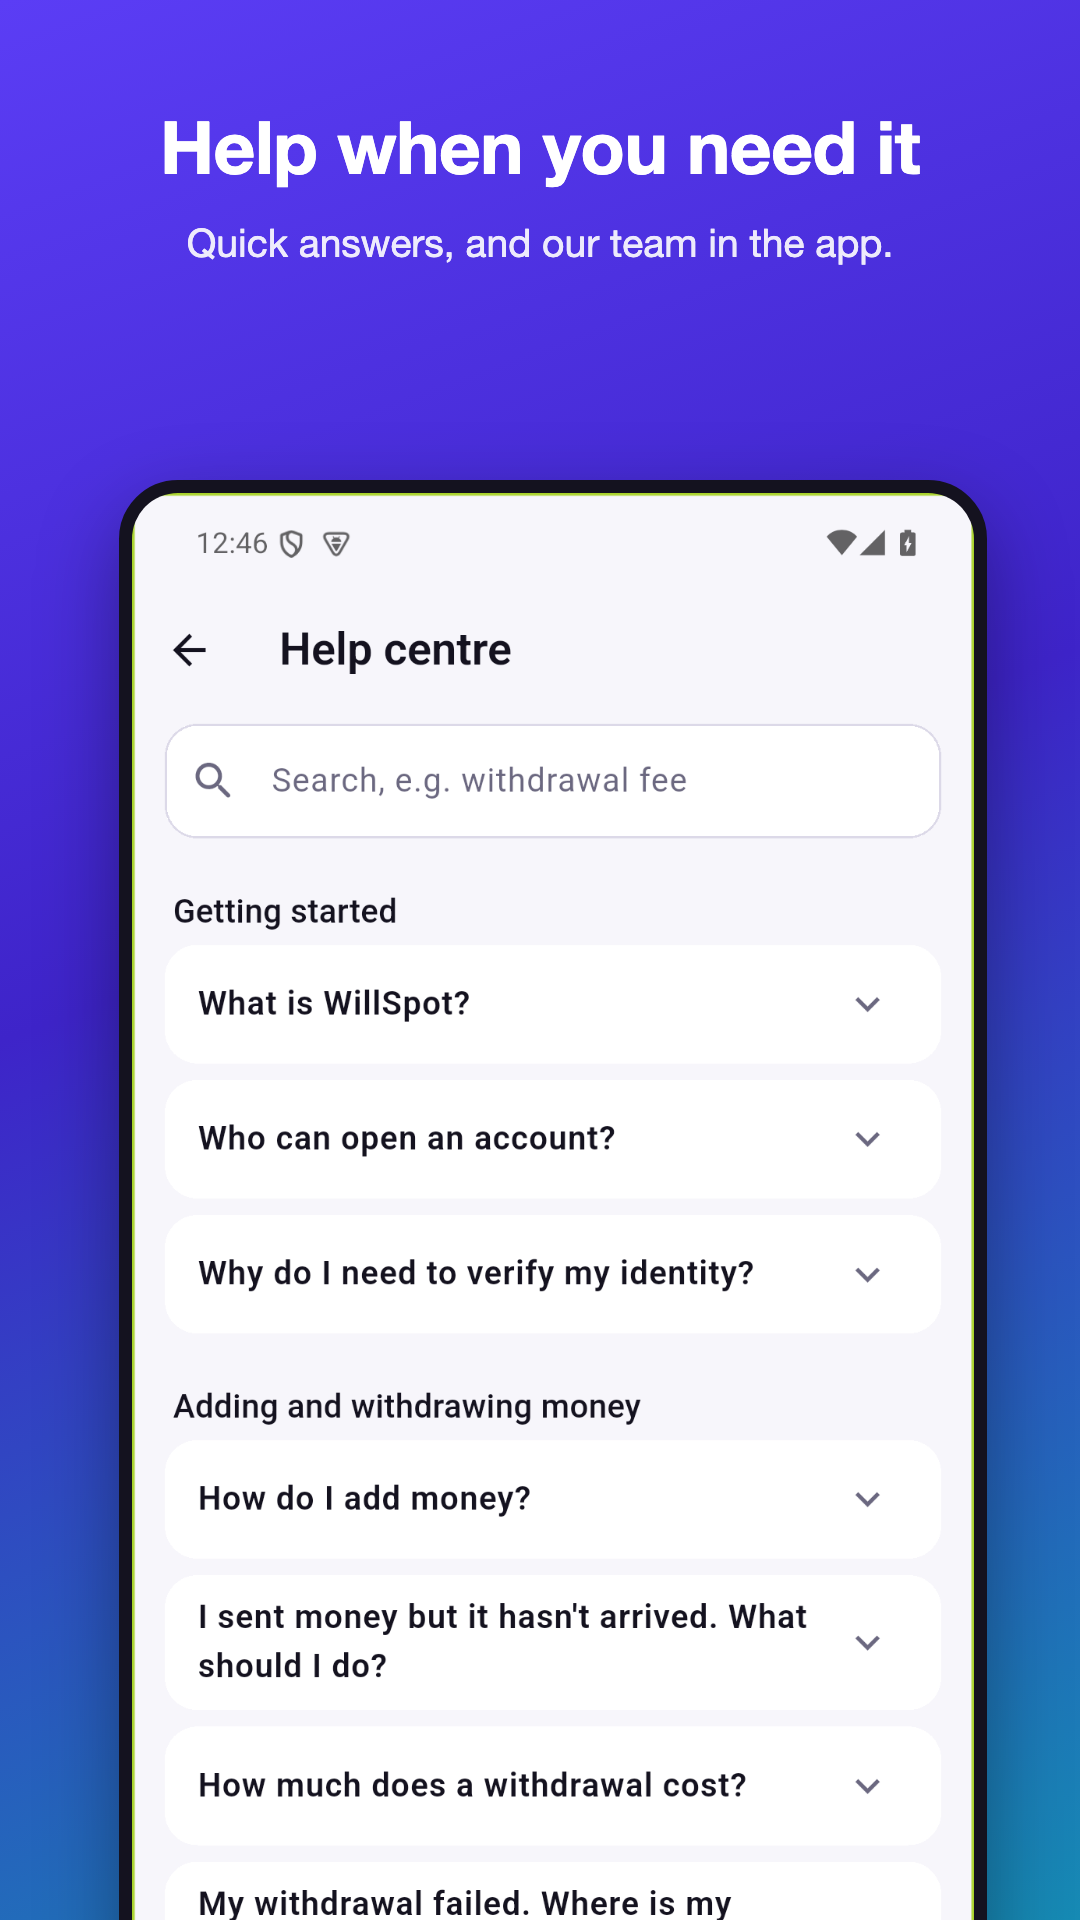 Help when you need it
Quick answers, and our team in the app.
12:46
Help centre
Search, e.g. withdrawal fee
Getting started
What is WillSpot?
Who can open an account?
Why do I need to verify my identity?
Adding and withdrawing money
How do I add money?
I sent money but it hasn't arrived. What
should I do?
How much does a withdrawal cost?
My withdrawal failed. Where is my